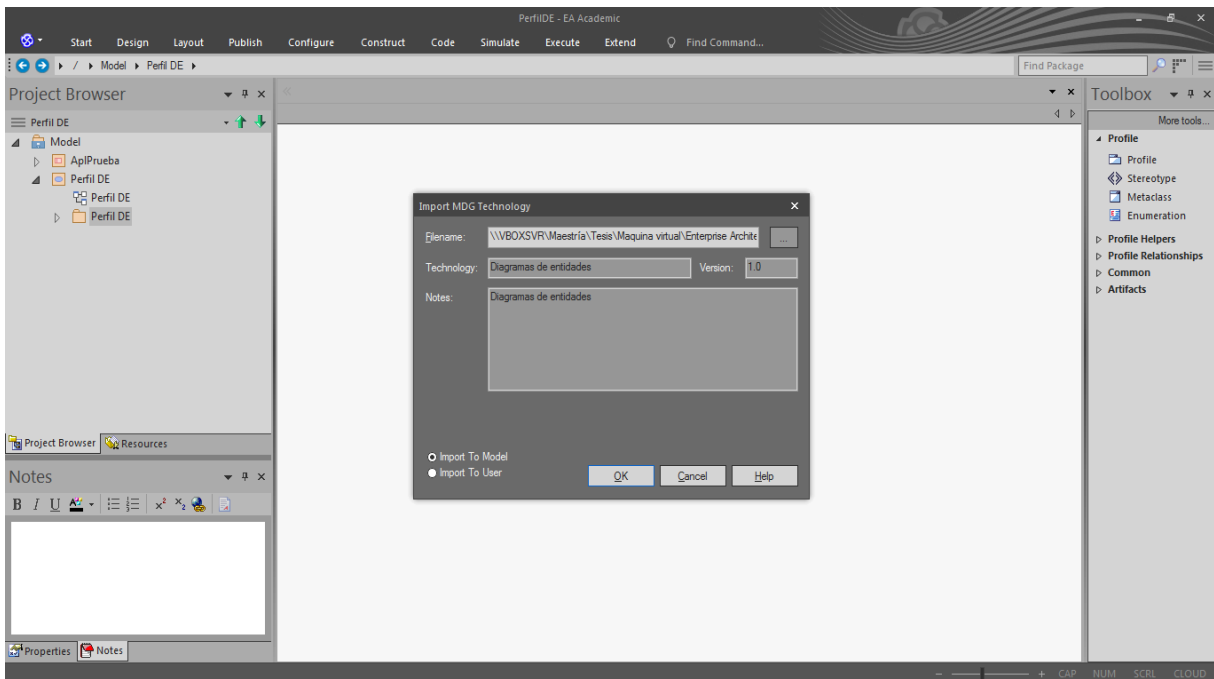 PerfilDE - EA Academic
Start Design Layout Publish Configure Construct Code Simulate Execute Extend Find Command...
/ Model Perfil DE Find Package
Project Browser
Perfil DE
Model
AplPrueba
Perfil DE
Perfil DE
Perfil DE
Project Browser Resources
Notes
B I U x² ×₂
Properties Notes
Import MDG Technology
Filename: \\VBOXSVR\Maestría\Tesis\Maquina virtual\Enterprise Archite ...
Technology: Diagramas de entidades Version: 1.0
Notes: Diagramas de entidades
Import To Model
Import To User
OK Cancel Help
Toolbox
More tools...
Profile
Profile
Stereotype
Metaclass
Enumeration
Profile Helpers
Profile Relationships
Common
Artifacts
CAP NUM SCRL CLOUD